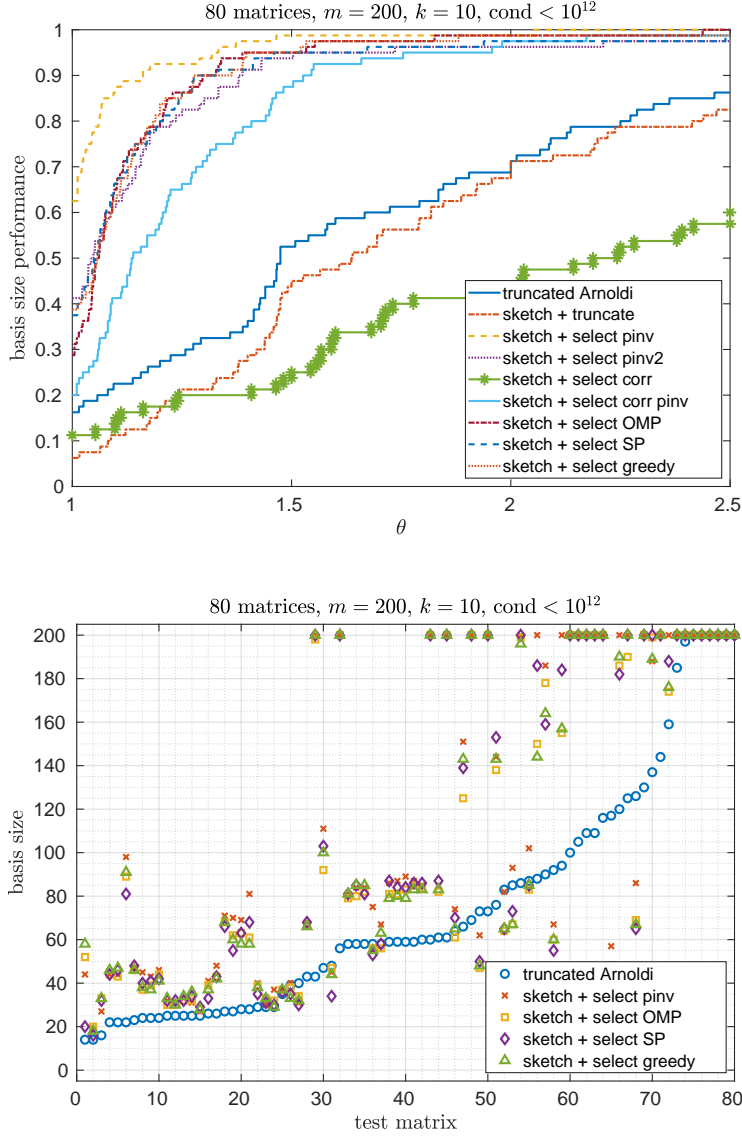 80 matrices, m = 200, k = 10, cond < 10^12
basis size performance
1
0.9
0.8
0.7
0.6
0.5
0.4
0.3
0.2
0.1
0
truncated Arnoldi
sketch + truncate
sketch + select pinv
sketch + select pinv2
sketch + select corr
sketch + select corr pinv
sketch + select OMP
sketch + select SP
sketch + select greedy
1 1.5 2 2.5
θ
80 matrices, m = 200, k = 10, cond < 10^12
basis size
200
180
160
140
120
100
80
60
40
20
0
truncated Arnoldi
sketch + select pinv
sketch + select OMP
sketch + select SP
sketch + select greedy
0 10 20 30 40 50 60 70 80
test matrix